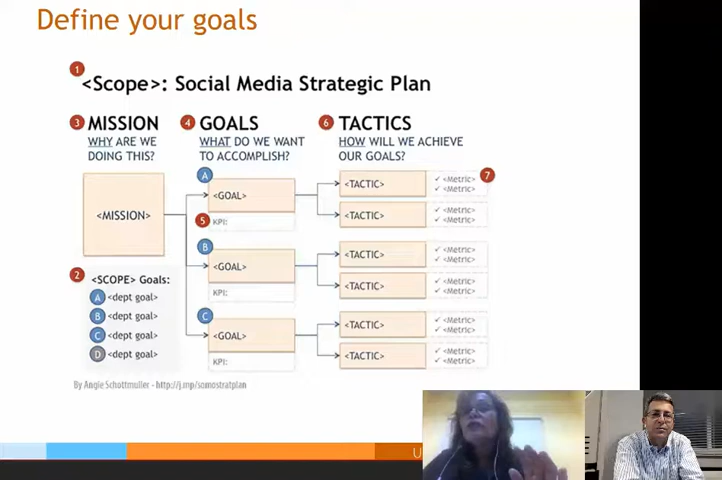 Define your goals
1
<Scope>: Social Media Strategic Plan
3 MISSION
WHY ARE WE
DOING THIS?
4 GOALS
WHAT DO WE WANT
TO ACCOMPLISH?
6 TACTICS
HOW WILL WE ACHIEVE
OUR GOALS?
<MISSION>
A
<GOAL>
5 KPI:
<TACTIC>
✓ <Metric>
✓ <Metric>
7
<TACTIC>
✓ <Metric>
✓ <Metric>
B
<GOAL>
KPI:
<TACTIC>
✓ <Metric>
✓ <Metric>
<TACTIC>
✓ <Metric>
✓ <Metric>
C
<GOAL>
KPI:
<TACTIC>
✓ <Metric>
✓ <Metric>
<TACTIC>
✓ <Metric>
✓ <Metric>
2 <SCOPE> Goals:
A <dept goal>
B <dept goal>
C <dept goal>
D <dept goal>
By Angie Schottmuller - http://j.mp/somostratplan
U